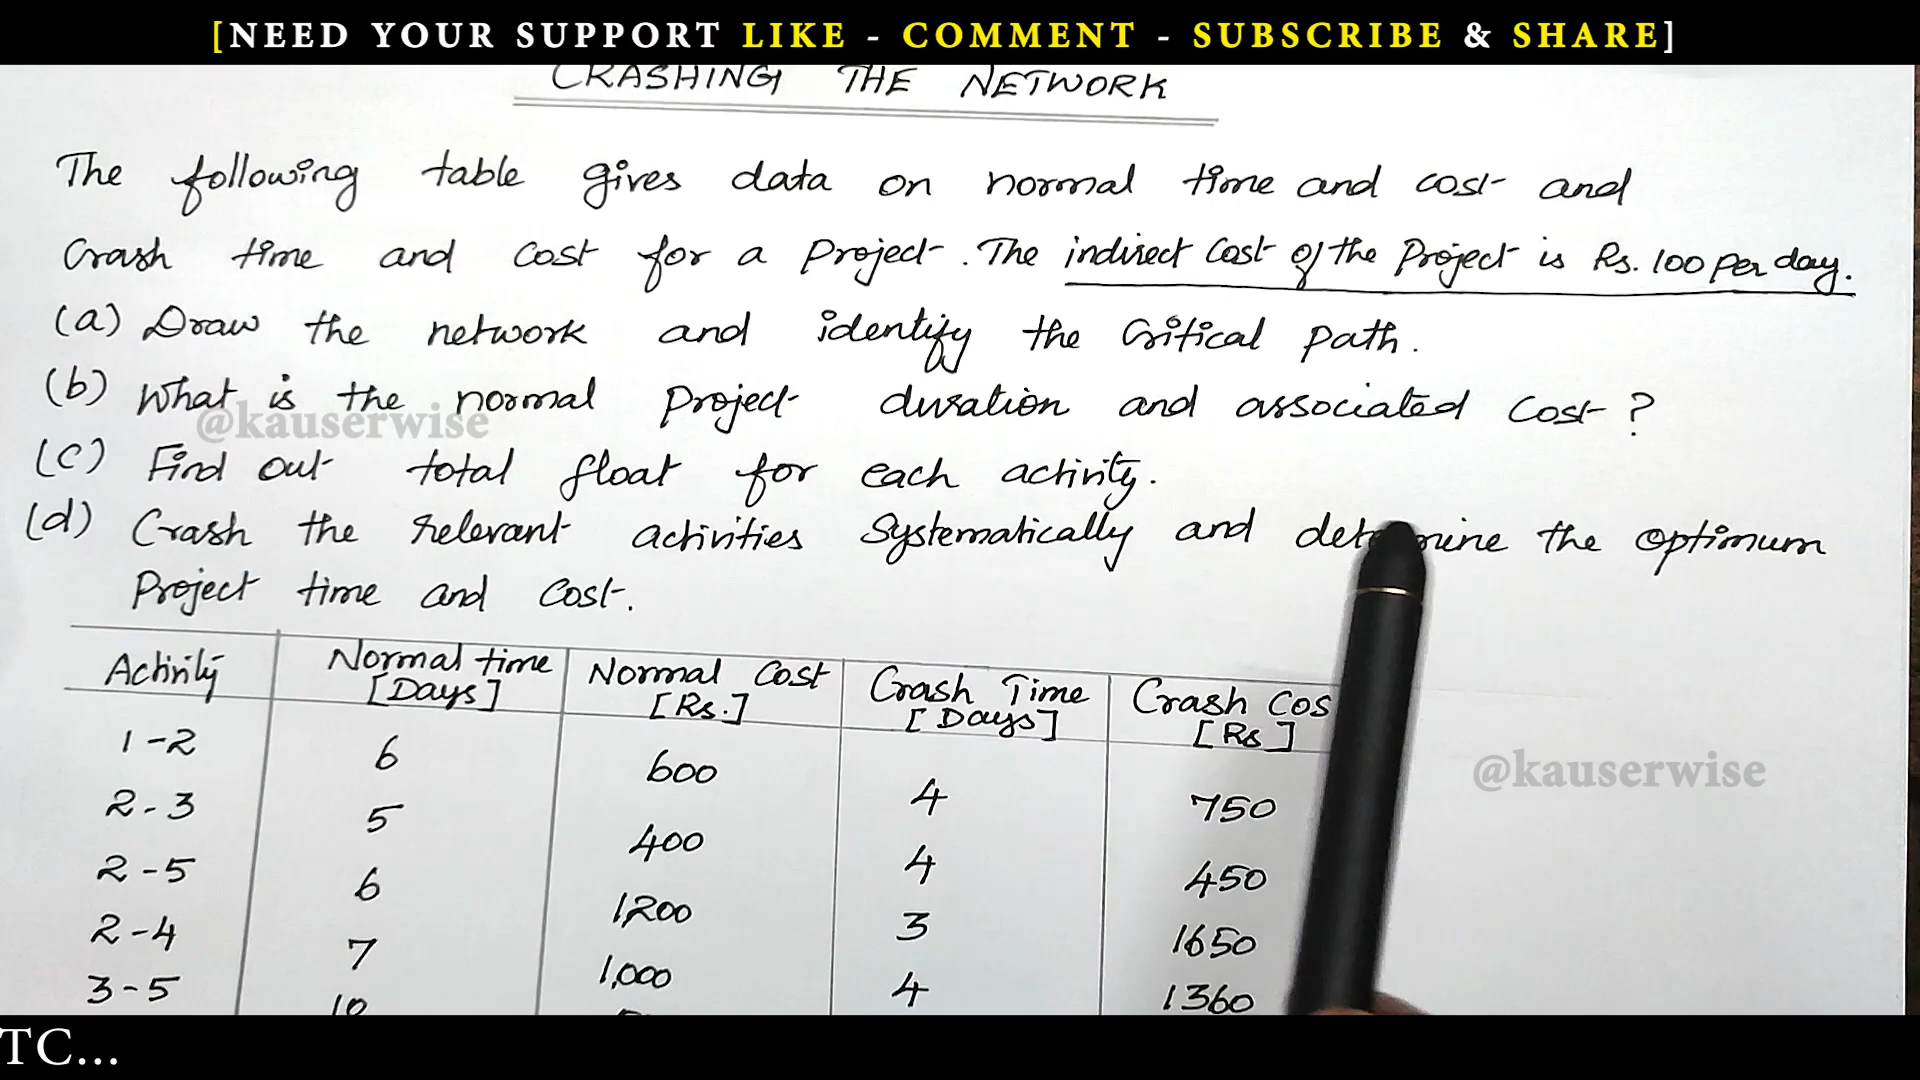 [NEED YOUR SUPPORT LIKE - COMMENT - SUBSCRIBE & SHARE]
CRASHING THE NETWORK
The following table gives data on normal time and cost and
Crash time and cost for a Project. The indirect cost of the Project is Rs. 100 per day.
(a) Draw the network and identify the critical path.
(b) What is the normal project duration and associated cost?
@kauserwise
(c) Find out total float for each activity.
(d) Crash the relevant activities systematically and determine the optimum
Project time and cost.
Activity Normal time [Days] Normal Cost [Rs.] Crash Time [Days] Crash Cos [Rs]
1-2 6 600 4 750
2-3 5 400 4 450
2-5 6 1,200 3 1650
2-4 7 1,000 4 1360
3-5 10
@kauserwise
TC...